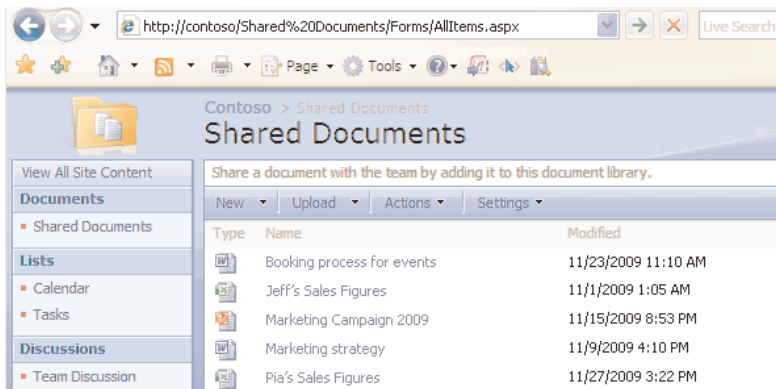 http://contoso/Shared%20Documents/Forms/AllItems.aspx
Live Search
Page
Tools
Contoso > Shared Documents
Shared Documents
View All Site Content
Share a document with the team by adding it to this document library.
Documents
New Upload Actions Settings
Shared Documents
Type Name Modified
Lists
Booking process for events 11/23/2009 11:10 AM
Calendar
Jeff's Sales Figures 11/1/2009 1:05 AM
Tasks
Marketing Campaign 2009 11/15/2009 8:53 PM
Discussions
Marketing strategy 11/9/2009 4:10 PM
Team Discussion
Pia's Sales Figures 11/27/2009 3:22 PM